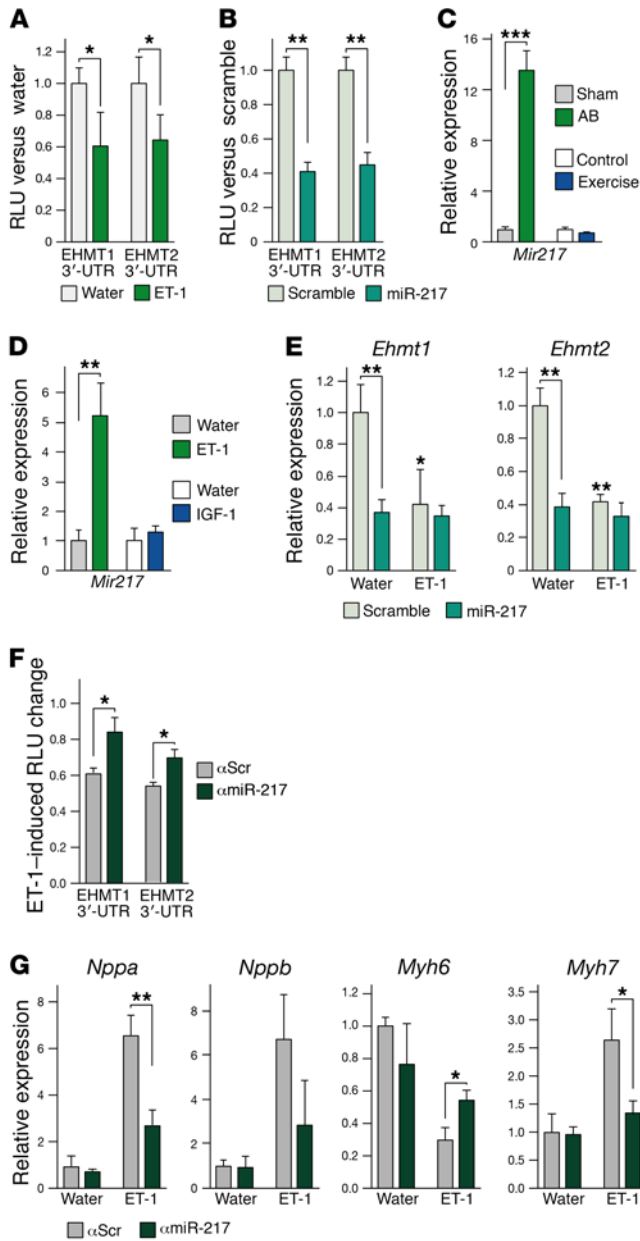 A
RLU versus water
1.2
1.0
0.8
0.6
0.4
0.2
0
*
*
EHMT1 EHMT2
3′-UTR 3′-UTR
Water ET-1
B
RLU versus scramble
1.2
1.0
0.8
0.6
0.4
0.2
0
**
**
EHMT1 EHMT2
3′-UTR 3′-UTR
Scramble miR-217
C
Relative expression
16
12
8
4
0
***
Mir217
Sham
AB
Control
Exercise
D
Relative expression
6
5
4
3
2
1
0
**
Mir217
Water
ET-1
Water
IGF-1
E
Ehmt1
Relative expression
1.2
1.0
0.8
0.6
0.4
0.2
0
**
*
Water ET-1
Ehmt2
1.2
1.0
0.8
0.6
0.4
0.2
0
**
**
Water ET-1
Scramble miR-217
F
ET-1–induced RLU change
1.0
0.8
0.6
0.4
0.2
0.0
*
*
EHMT1 EHMT2
3′-UTR 3′-UTR
αScr
αmiR-217
G
Nppa
Relative expression
8
6
4
2
0
**
Water ET-1
Nppb
8
6
4
2
0
Water ET-1
Myh6
1.2
1.0
0.8
0.6
0.4
0.2
0.0
*
Water ET-1
Myh7
3.5
3.0
2.5
2.0
1.5
1.0
0.5
0.0
*
Water ET-1
αScr αmiR-217